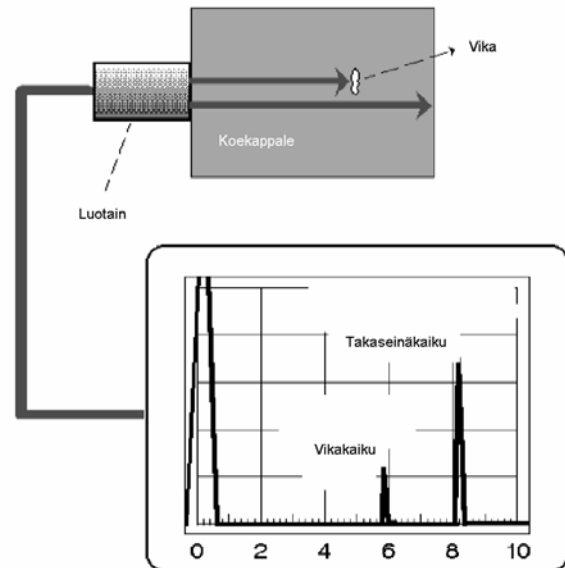 Vika
Koekappale
Luotain
Takaseinäkaiku
Vikakaiku
0 2 4 6 8 10